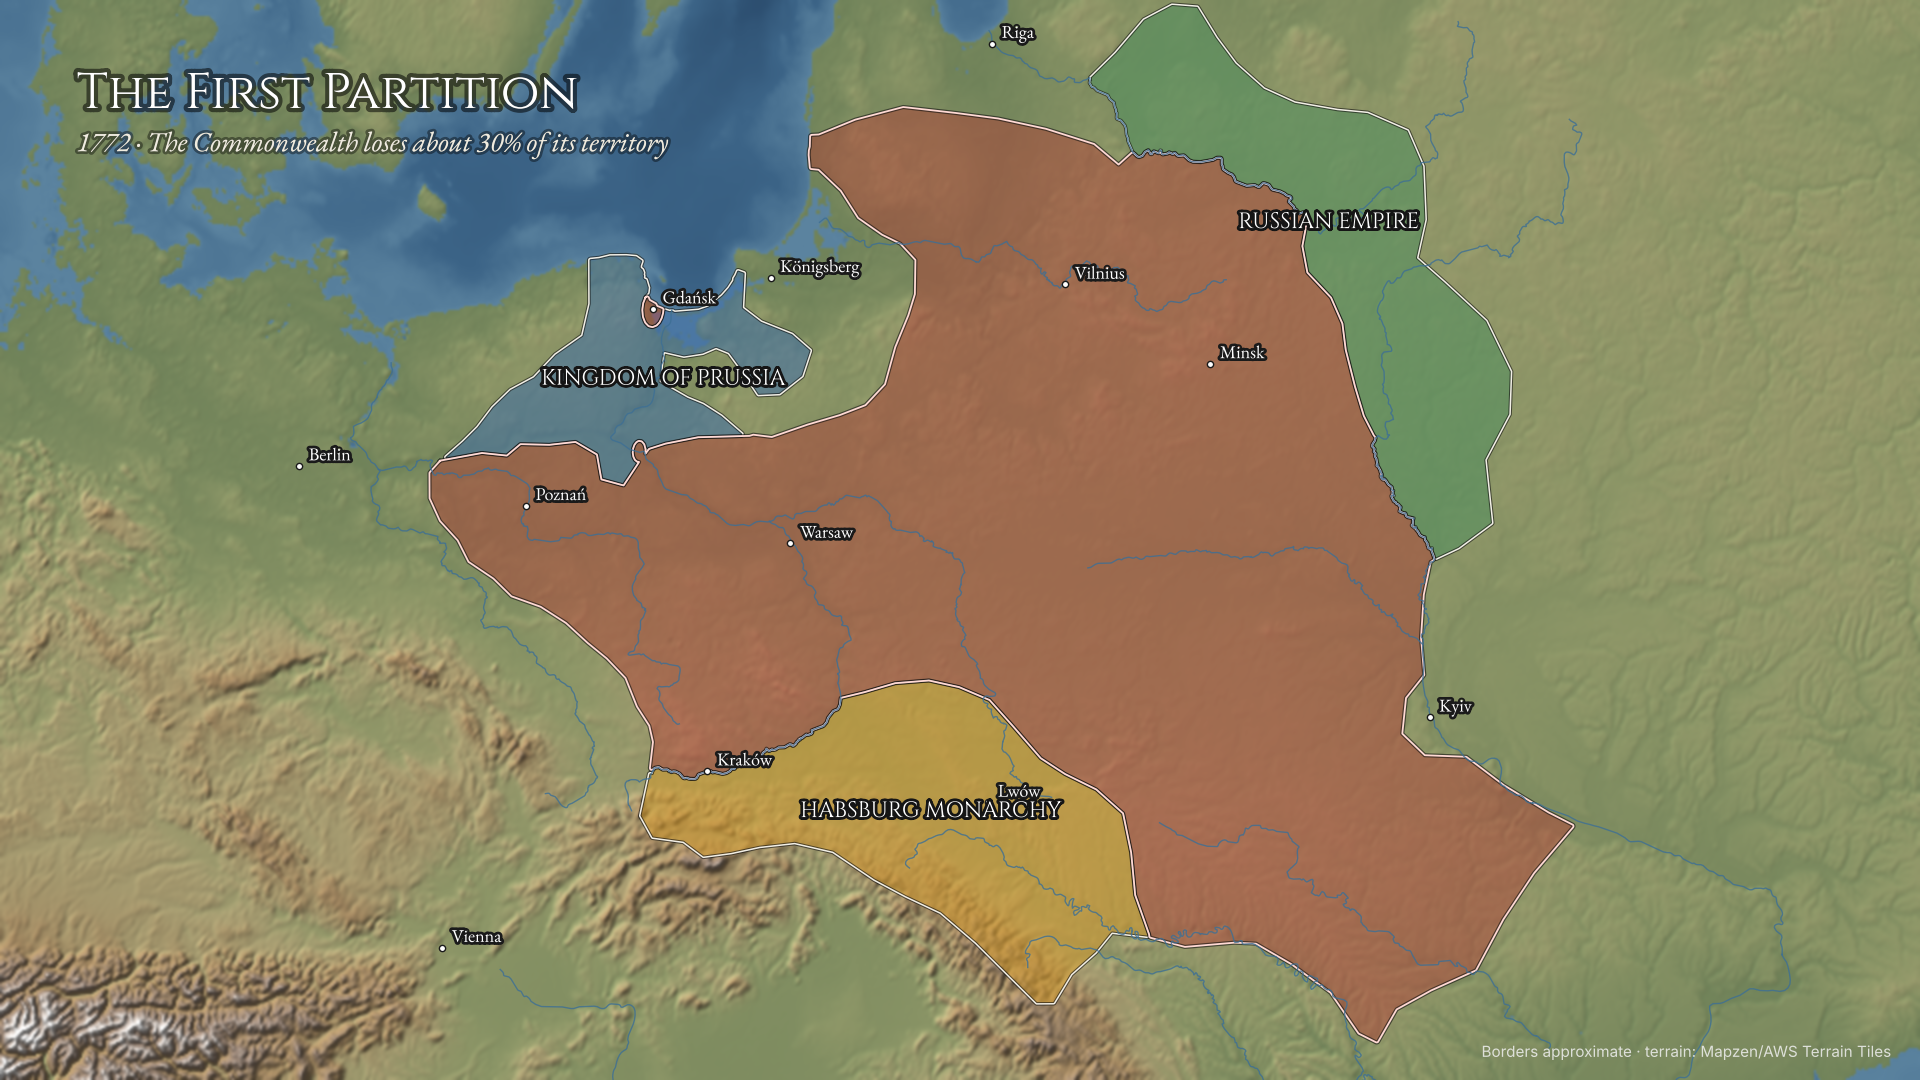 Riga
The First Partition
1772 · The Commonwealth loses about 30% of its territory
RUSSIAN EMPIRE
Königsberg
Vilnius
Gdańsk
Minsk
KINGDOM OF PRUSSIA
Berlin
Poznań
Warsaw
Kyiv
Kraków
Lwów
HABSBURG MONARCHY
Vienna
Borders approximate · terrain: Mapzen/AWS Terrain Tiles